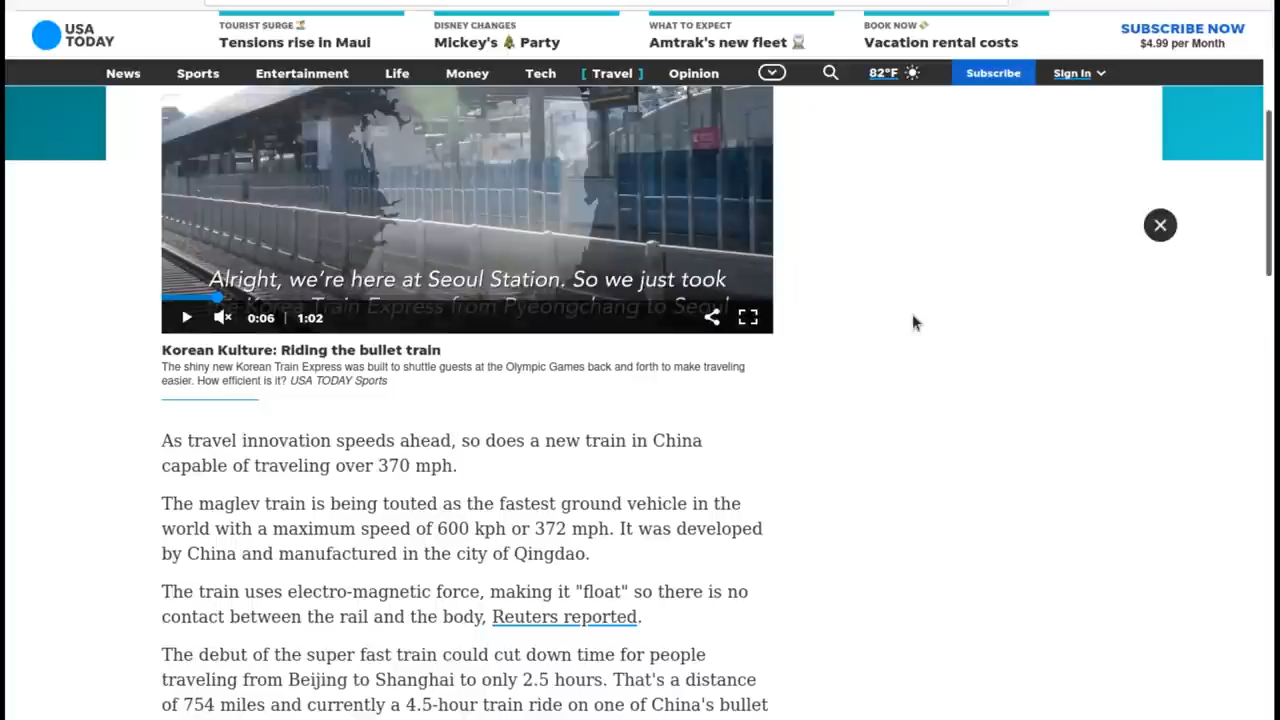 USA
TODAY
TOURIST SURGE
Tensions rise in Maui
DISNEY CHANGES
Mickey's 🎄 Party
WHAT TO EXPECT
Amtrak's new fleet
BOOK NOW
Vacation rental costs
SUBSCRIBE NOW
$4.99 per Month
News Sports Entertainment Life Money Tech [ Travel ] Opinion 82°F Subscribe Sign In
Alright, we're here at Seoul Station. So we just took
the Korea Train Express from Pyeongchang to Seoul
0:06 | 1:02
Korean Kulture: Riding the bullet train
The shiny new Korean Train Express was built to shuttle guests at the Olympic Games back and forth to make traveling
easier. How efficient is it? USA TODAY Sports
As travel innovation speeds ahead, so does a new train in China
capable of traveling over 370 mph.
The maglev train is being touted as the fastest ground vehicle in the
world with a maximum speed of 600 kph or 372 mph. It was developed
by China and manufactured in the city of Qingdao.
The train uses electro-magnetic force, making it "float" so there is no
contact between the rail and the body, Reuters reported.
The debut of the super fast train could cut down time for people
traveling from Beijing to Shanghai to only 2.5 hours. That's a distance
of 754 miles and currently a 4.5-hour train ride on one of China's bullet